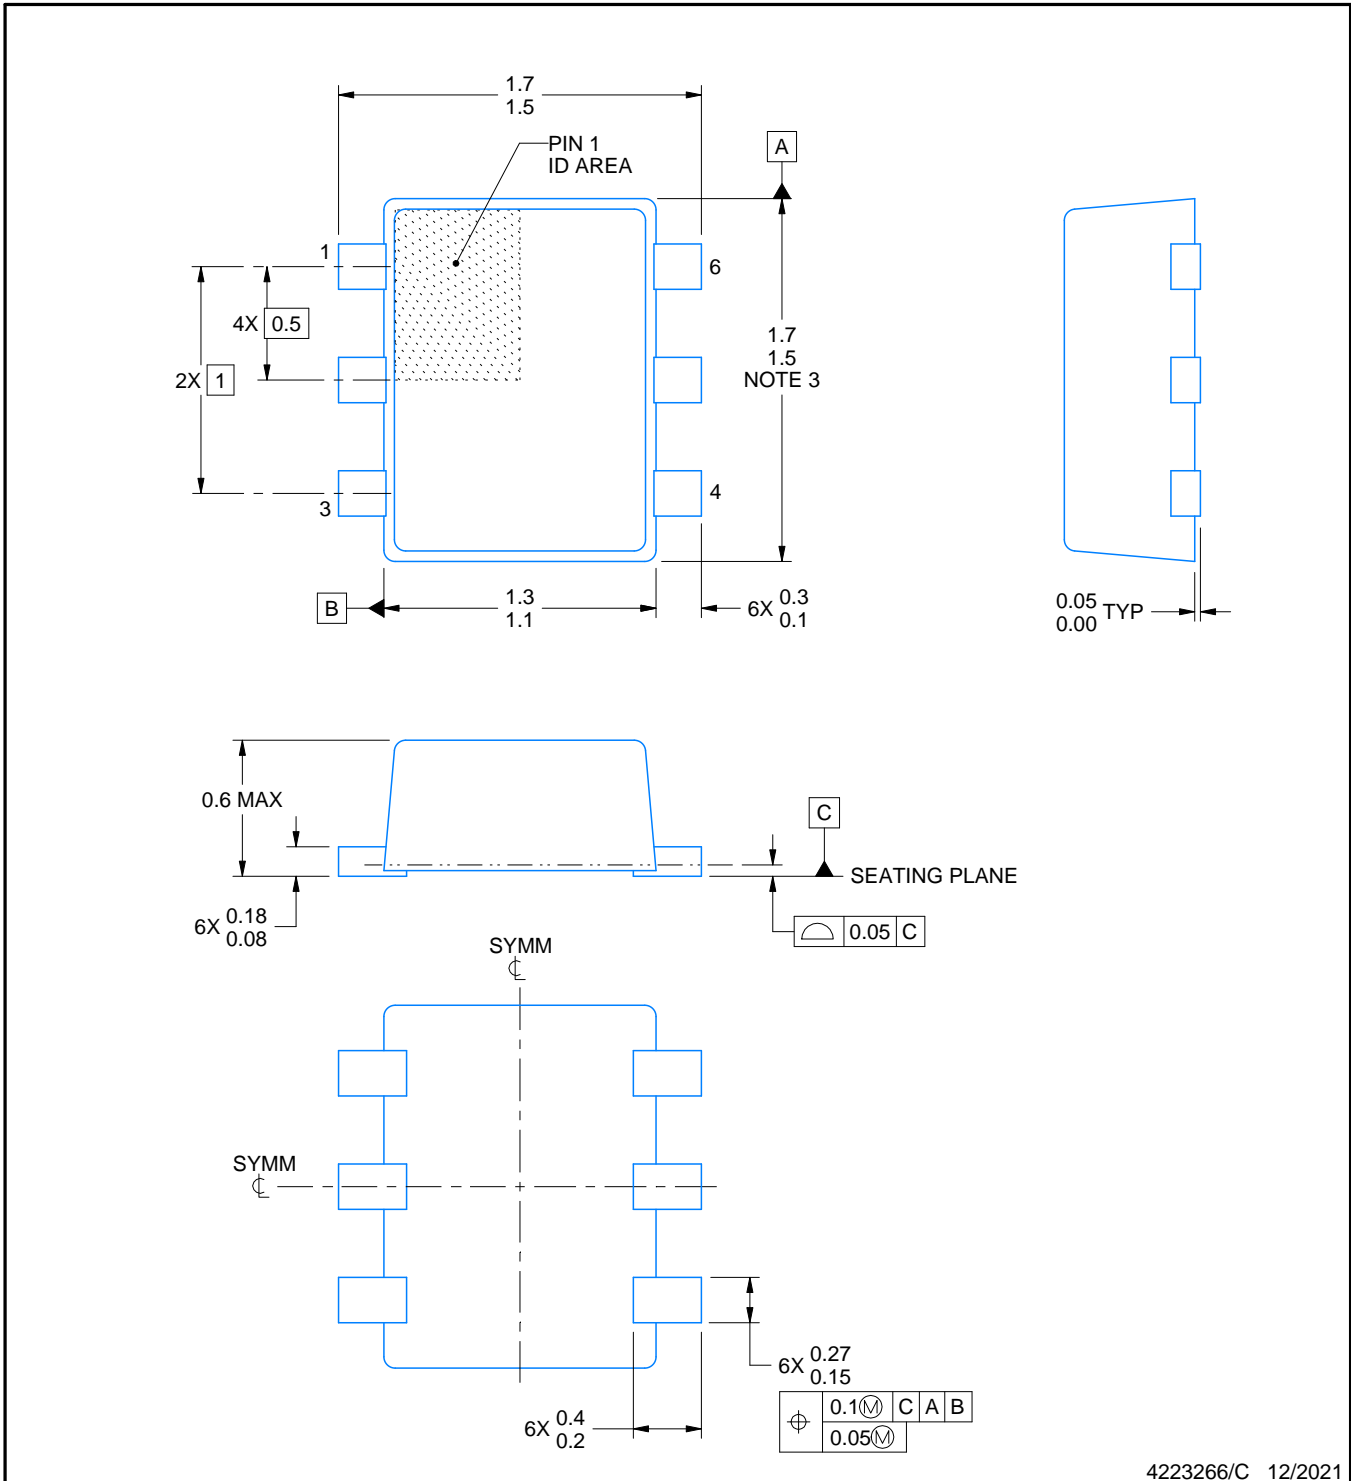 1.7
1.5
PIN 1
ID AREA
A
1
6
4X 0.5
1.7
1.5
NOTE 3
2X 1
3
4
B
1.3
1.1
6X 0.3
0.1
0.05
0.00 TYP
0.6 MAX
C
SEATING PLANE
6X 0.18
0.08
0.05 C
SYMM
SYMM
6X 0.27
0.15
0.1Ⓜ C A B
0.05Ⓜ
6X 0.4
0.2
4223266/C 12/2021